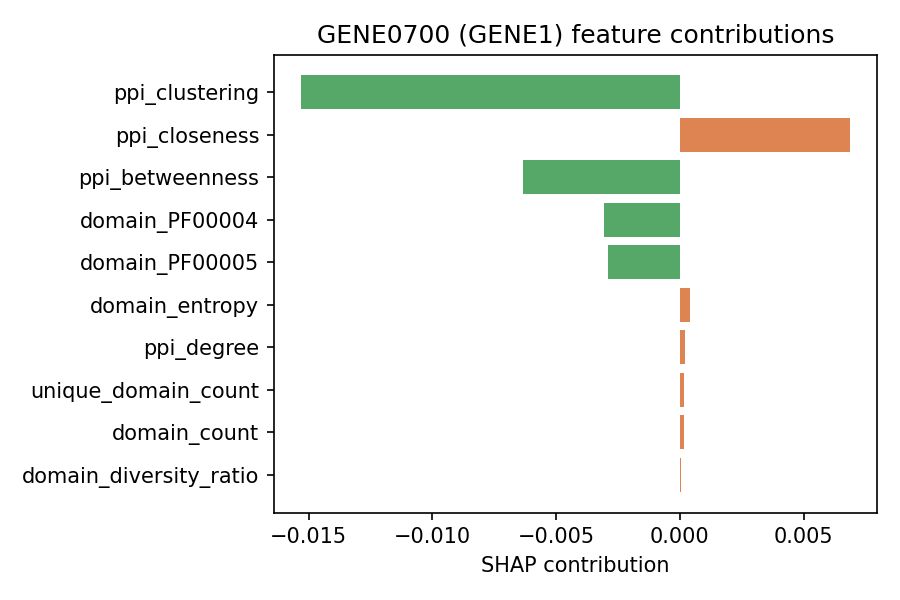 GENE0700 (GENE1) feature contributions
ppi_clustering
ppi_closeness
ppi_betweenness
domain_PF00004
domain_PF00005
domain_entropy
ppi_degree
unique_domain_count
domain_count
domain_diversity_ratio
−0.015 −0.010 −0.005 0.000 0.005
SHAP contribution